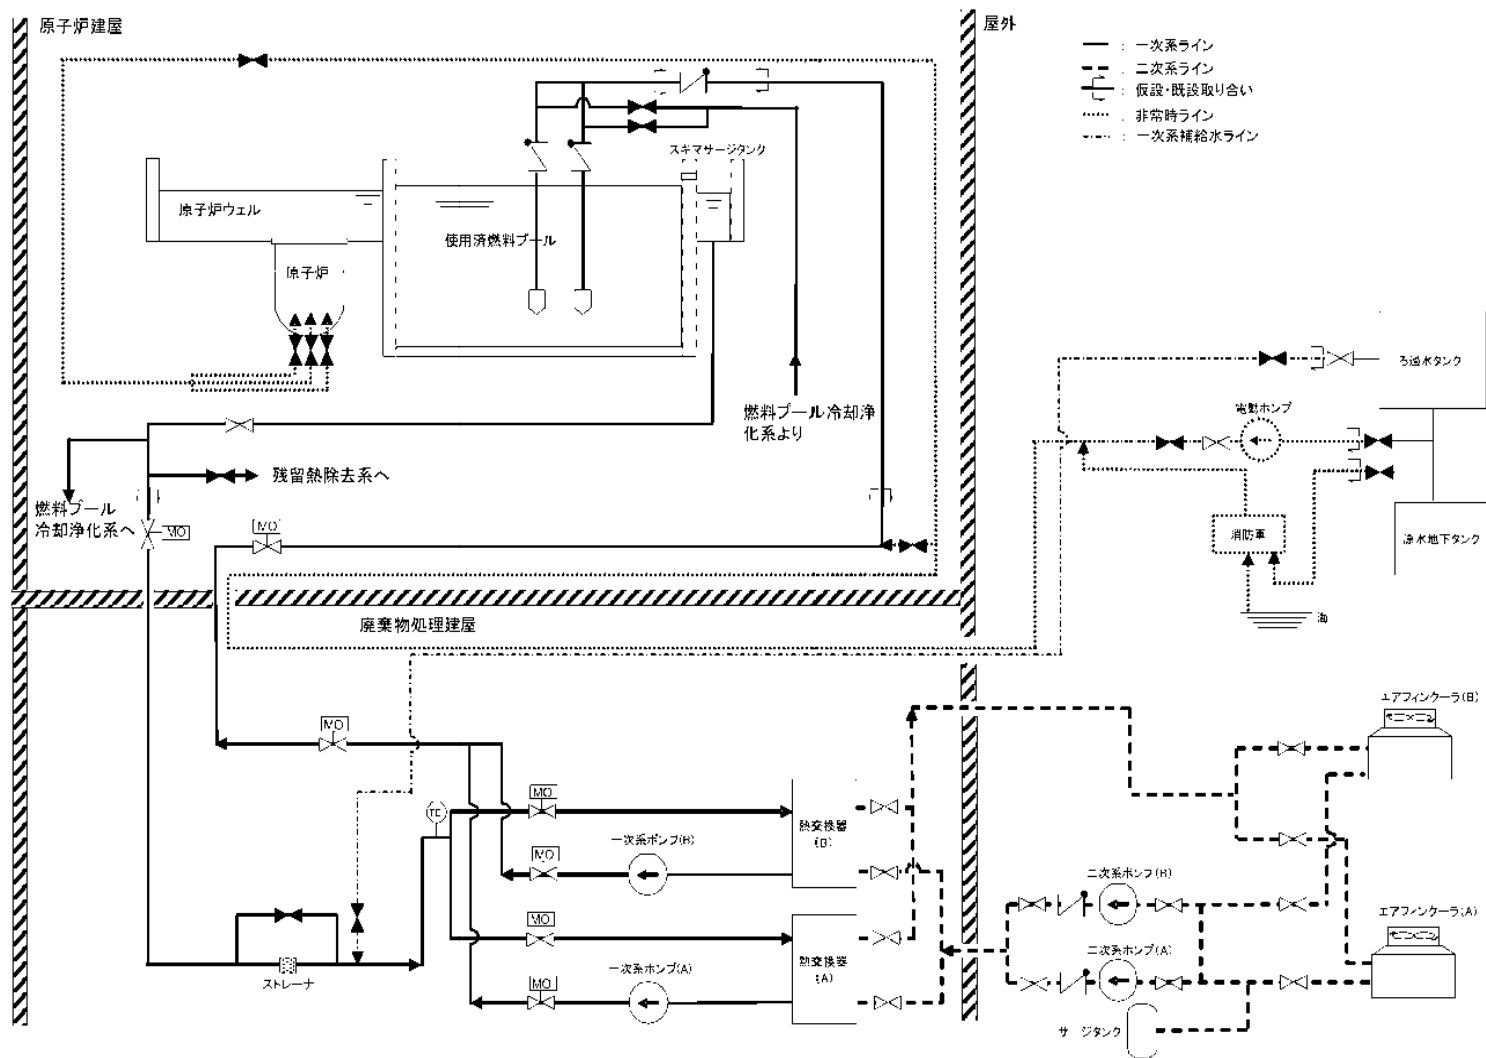 原子炉建屋
屋外
： 一次系ライン
： 二次系ライン
： 仮設・既設取り合い
： 非常時ライン
： 一次系補給水ライン
スキマサージタンク
原子炉ウェル
使用済燃料プール
原子炉
ろ過水タンク
燃料プール冷却浄
化系より
電動ポンプ
残留熱除去系へ
燃料プール
冷却浄化系へ
MO
MO
消防車
原水地下タンク
海
廃棄物処理建屋
エアフィンクーラ(B)
MO
TE
MO
熱交換器
(B)
一次系ポンプ(B)
MO
二次系ポンプ(B)
エアフィンクーラ(A)
MO
熱交換器
(A)
一次系ポンプ(A)
MO
二次系ポンプ(A)
ストレーナ
サージタンク